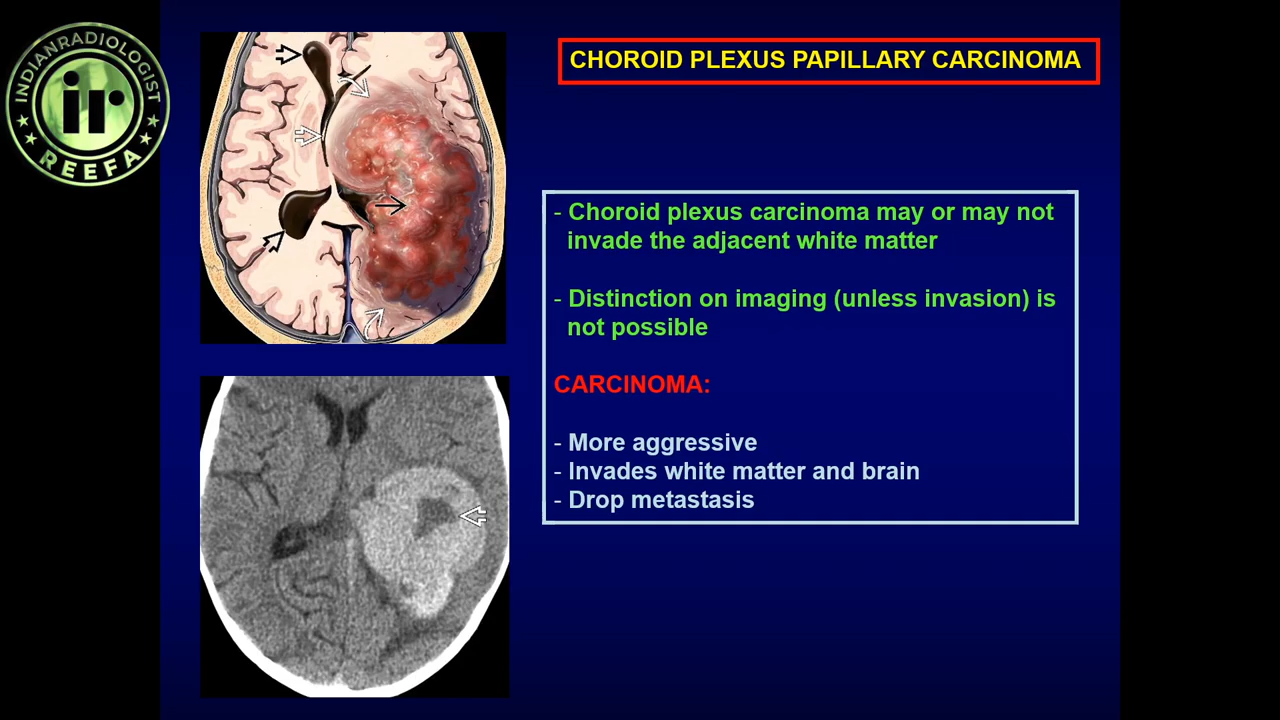 INDIANRADIOLOGIST
ir
REEFA
CHOROID PLEXUS PAPILLARY CARCINOMA
- Choroid plexus carcinoma may or may not
invade the adjacent white matter
- Distinction on imaging (unless invasion) is
not possible
CARCINOMA:
- More aggressive
- Invades white matter and brain
- Drop metastasis